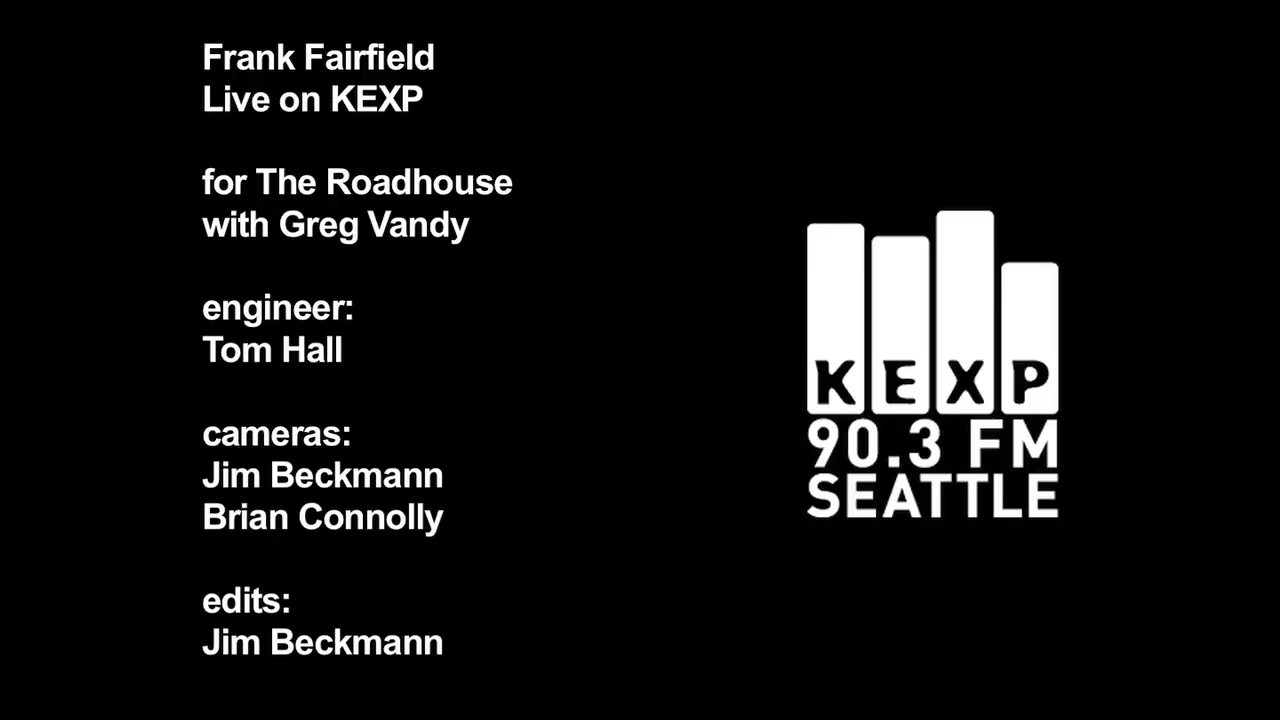 Frank Fairfield
Live on KEXP
for The Roadhouse
with Greg Vandy
engineer:
Tom Hall
cameras:
Jim Beckmann
Brian Connolly
edits:
Jim Beckmann
KEXP
90.3 FM
SEATTLE